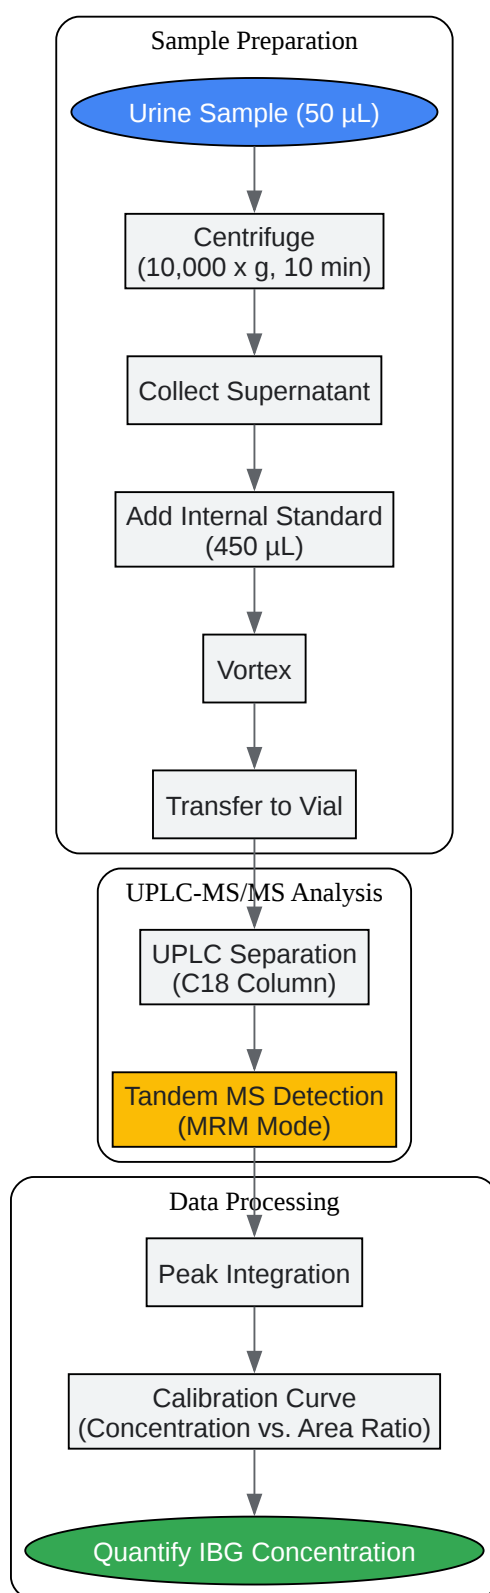 Sample Preparation
Urine Sample (50 µL)
Centrifuge
(10,000 x g, 10 min)
Collect Supernatant
Add Internal Standard
(450 µL)
Vortex
Transfer to Vial
UPLC-MS/MS Analysis
UPLC Separation
(C18 Column)
Tandem MS Detection
(MRM Mode)
Data Processing
Peak Integration
Calibration Curve
(Concentration vs. Area Ratio)
Quantify IBG Concentration